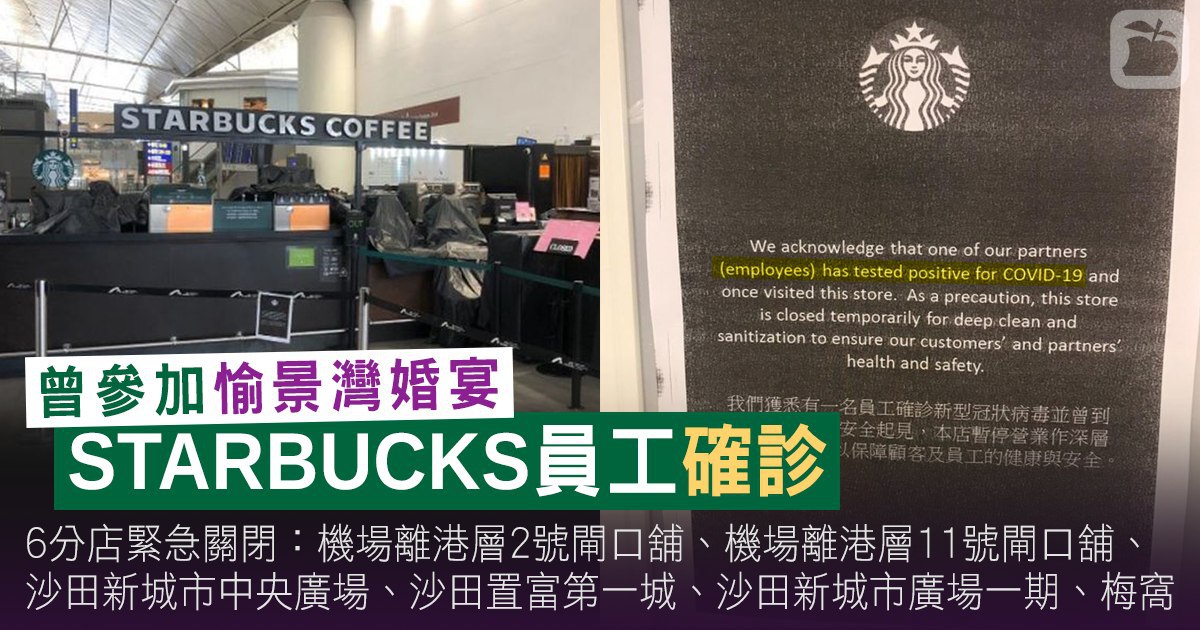 STARBUCKS COFFEE
CLOSED
We acknowledge that one of our partners
(employees) has tested positive for COVID-19 and
once visited this store. As a precaution, this store
is closed temporarily for deep clean and
sanitization to ensure our customers' and partners'
health and safety.
我們獲悉有一名員工確診新型冠狀病毒並曾到
安全起見,本店暫停營業作深層
以保障顧客及員工的健康與安全。
曾參加愉景灣婚宴
STARBUCKS員工確診
6分店緊急關閉：機場離港層2號閘口舖、機場離港層11號閘口舖、
沙田新城市中央廣場、沙田置富第一城、沙田新城市廣場一期、梅窩